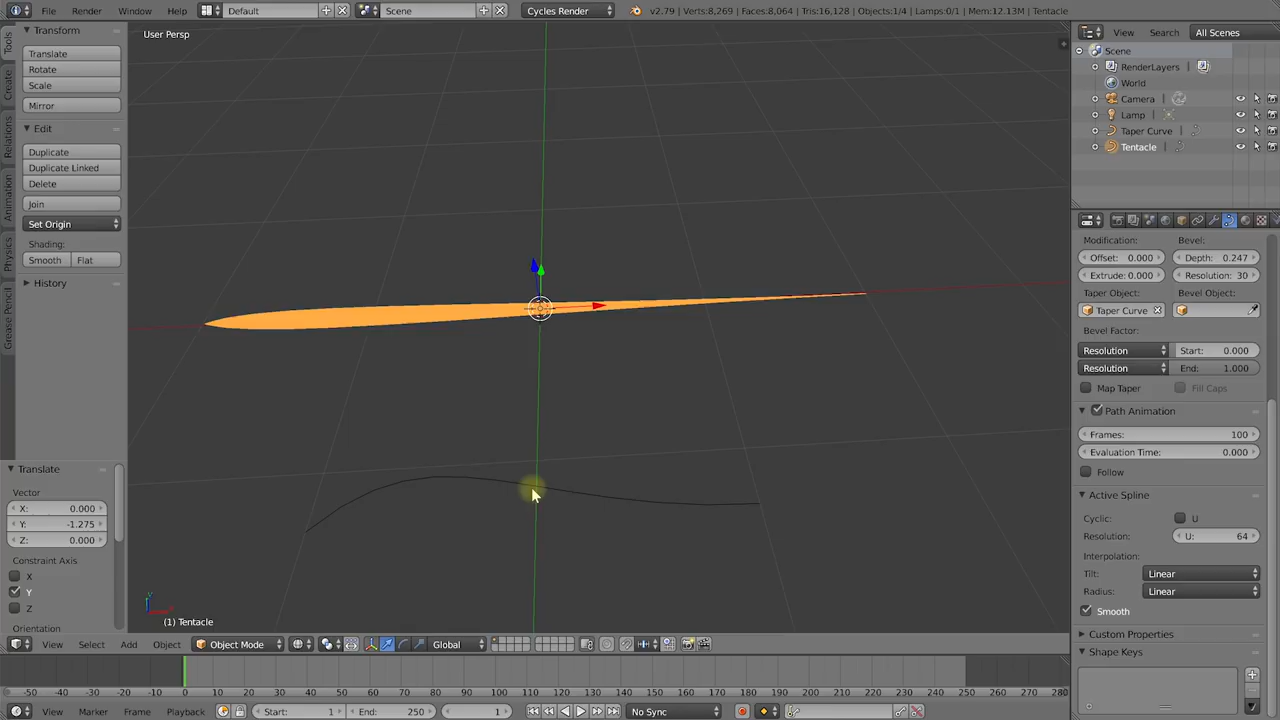 File Render Window Help Default Scene Cycles Render v2.79 | Verts:8,269 | Faces:8,064 | Tris:16,128 | Objects:1/4 | Lamps:0/1 | Mem:12.13M | Tentacle
Tools
Create
Relations
Animation
Physics
Grease Pencil
Transform
Translate
Rotate
Scale
Mirror
Edit
Duplicate
Duplicate Linked
Delete
Join
Set Origin
Shading:
Smooth Flat
History
Translate
Vector
X: 0.000
Y: -1.275
Z: 0.000
Constraint Axis
X
Y
Z
Orientation
User Persp
(1) Tentacle
View Select Add Object Object Mode Global
-50 -40 -30 -20 -10 0 10 20 30 40 50 60 70 80 90 100 110 120 130 140 150 160 170 180 190 200 210 220 230 240 250 260 270 280
View Marker Frame Playback Start: 1 End: 250 1 No Sync
View Search All Scenes
Scene
RenderLayers
World
Camera
Lamp
Taper Curve
Tentacle
Modification: Bevel:
Offset: 0.000 Depth: 0.247
Extrude: 0.000 Resolution: 30
Taper Object: Bevel Object:
Taper Curve
Bevel Factor:
Resolution Start: 0.000
Resolution End: 1.000
Map Taper Fill Caps
Path Animation
Frames: 100
Evaluation Time: 0.000
Follow
Active Spline
Cyclic: U
Resolution: U: 64
Interpolation:
Tilt: Linear
Radius: Linear
Smooth
Custom Properties
Shape Keys